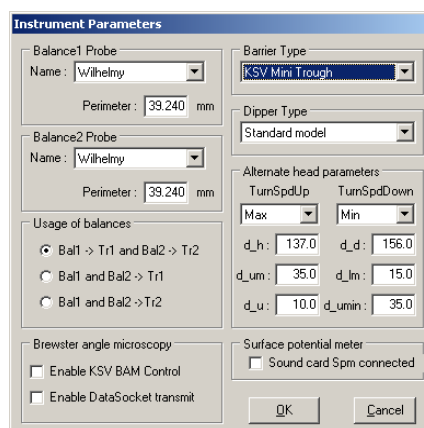 Instrument Parameters
Balance1 Probe
Name : Wilhelmy
Perimeter : 39.240 mm
Balance2 Probe
Name : Wilhelmy
Perimeter : 39.240 mm
Usage of balances
Bal1 -> Tr1 and Bal2 -> Tr2
Bal1 and Bal2 -> Tr1
Bal1 and Bal2 ->Tr2
Brewster angle microscopy
Enable KSV BAM Control
Enable DataSocket transmit
Barrier Type
KSV Mini Trough
Dipper Type
Standard model
Alternate head parameters
TurnSpdUp TurnSpdDown
Max Min
d_h : 137.0 d_d : 156.0
d_um : 35.0 d_lm : 15.0
d_u : 10.0 d_umin : 35.0
Surface potential meter
Sound card Spm connected
OK Cancel